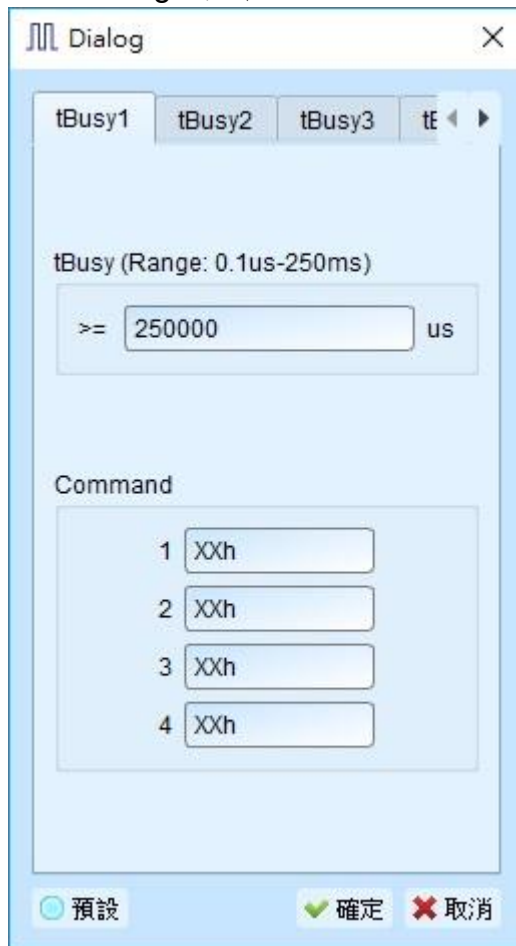 Dialog
tBusy1 tBusy2 tBusy3
tBusy (Range: 0.1us-250ms)
>= 250000 us
Command
1 XXh
2 XXh
3 XXh
4 XXh
預設 確定 取消